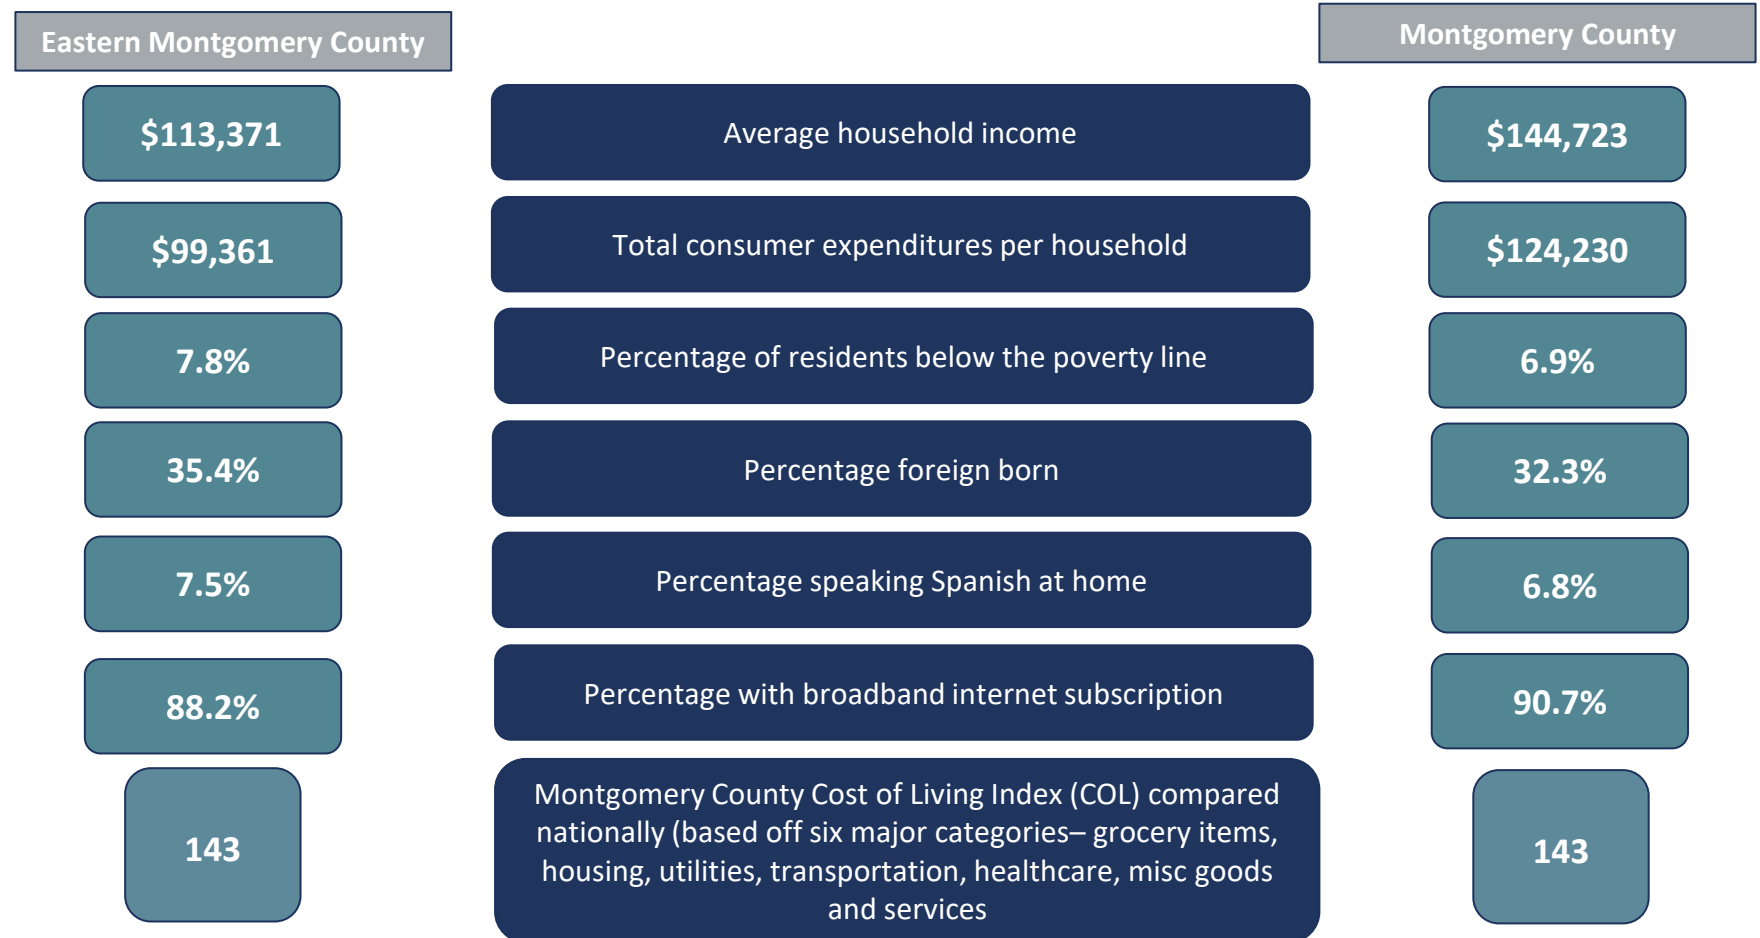 Eastern Montgomery County
Montgomery County
$113,371
Average household income
$144,723
$99,361
Total consumer expenditures per household
$124,230
7.8%
Percentage of residents below the poverty line
6.9%
35.4%
Percentage foreign born
32.3%
7.5%
Percentage speaking Spanish at home
6.8%
88.2%
Percentage with broadband internet subscription
90.7%
143
Montgomery County Cost of Living Index (COL) compared
nationally (based off six major categories– grocery items,
housing, utilities, transportation, healthcare, misc goods
and services
143